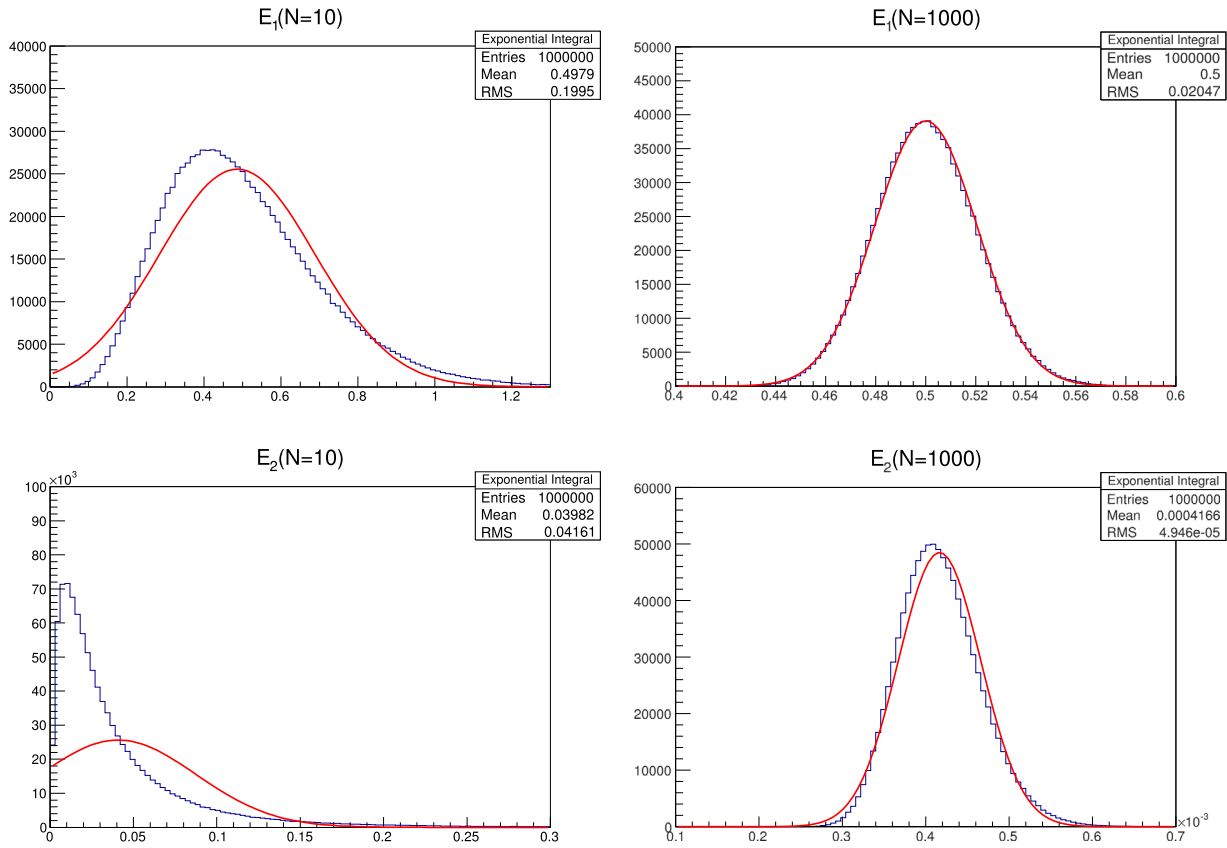 E₁(N=10)
Exponential Integral
Entries 1000000
Mean 0.4979
RMS 0.1995
40000
35000
30000
25000
20000
15000
10000
5000
0
0 0.2 0.4 0.6 0.8 1 1.2
E₁(N=1000)
Exponential Integral
Entries 1000000
Mean 0.5
RMS 0.02047
50000
45000
40000
35000
30000
25000
20000
15000
10000
5000
0
0.4 0.42 0.44 0.46 0.48 0.5 0.52 0.54 0.56 0.58 0.6
E₂(N=10)
×10³
Exponential Integral
Entries 1000000
Mean 0.03982
RMS 0.04161
100
90
80
70
60
50
40
30
20
10
0
0 0.05 0.1 0.15 0.2 0.25 0.3
E₂(N=1000)
Exponential Integral
Entries 1000000
Mean 0.0004166
RMS 4.946e-05
60000
50000
40000
30000
20000
10000
0
0.1 0.2 0.3 0.4 0.5 0.6 0.7
×10⁻³